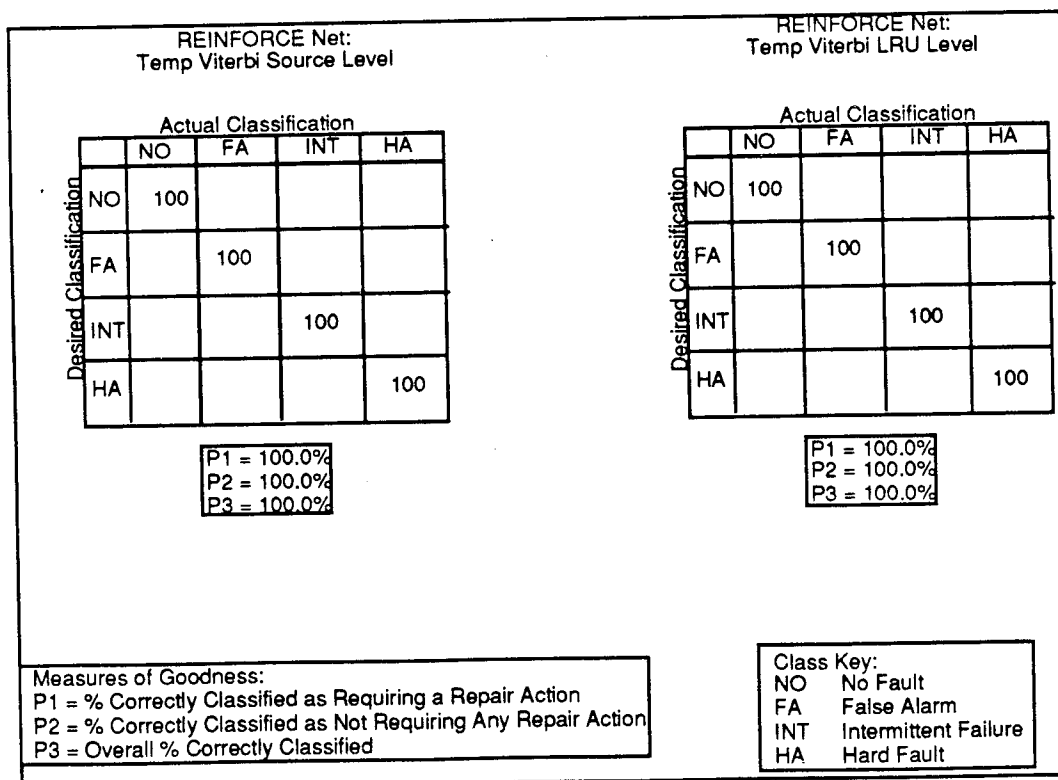 REINFORCE Net:
Temp Viterbi Source Level
Actual Classification
NO FA INT HA
Desired Classification
NO 100
FA 100
INT 100
HA 100
P1 = 100.0%
P2 = 100.0%
P3 = 100.0%
REINFORCE Net:
Temp Viterbi LRU Level
Actual Classification
NO FA INT HA
Desired Classification
NO 100
FA 100
INT 100
HA 100
P1 = 100.0%
P2 = 100.0%
P3 = 100.0%
Measures of Goodness:
P1 = % Correctly Classified as Requiring a Repair Action
P2 = % Correctly Classified as Not Requiring Any Repair Action
P3 = Overall % Correctly Classified
Class Key:
NO No Fault
FA False Alarm
INT Intermittent Failure
HA Hard Fault